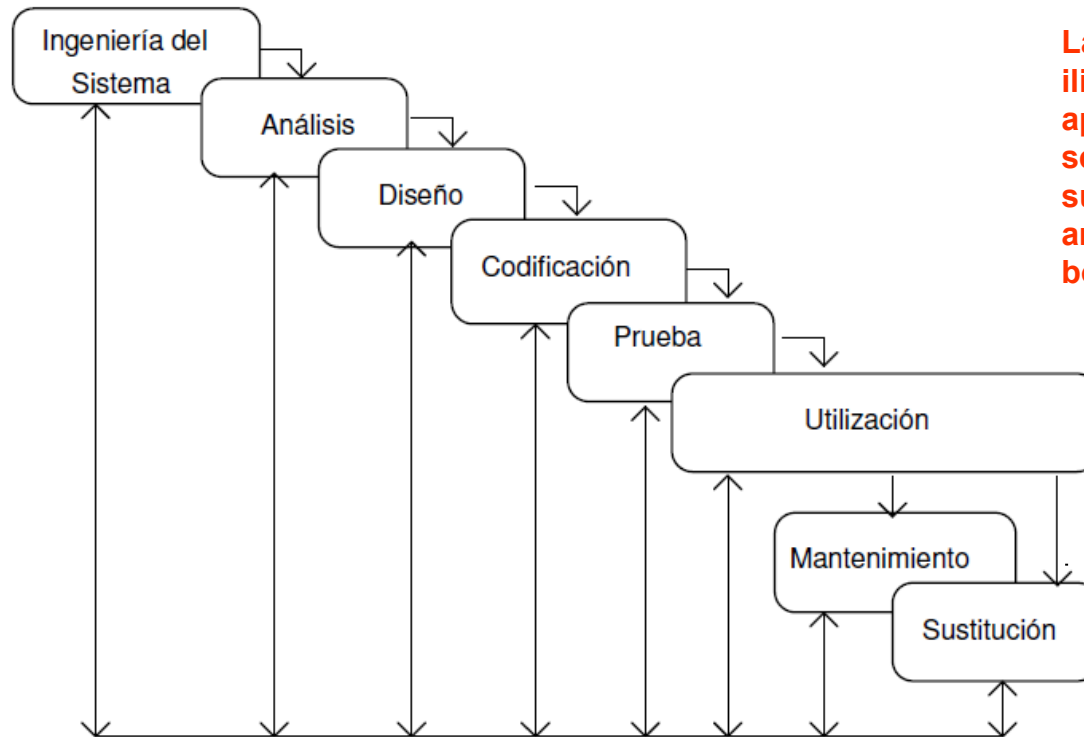 Ingeniería del
Sistema
Análisis
Diseño
Codificación
Prueba
Utilización
Mantenimiento
Sustitución